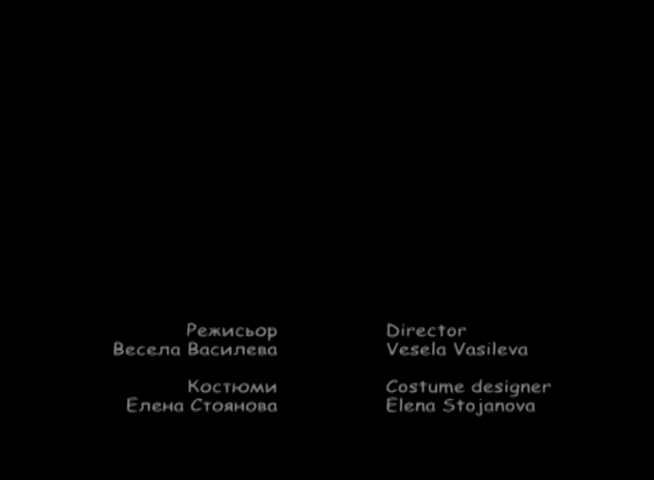 Режисьор
Весела Василева
Костюми
Елена Стоянова
Director
Vesela Vasileva
Costume designer
Elena Stojanova